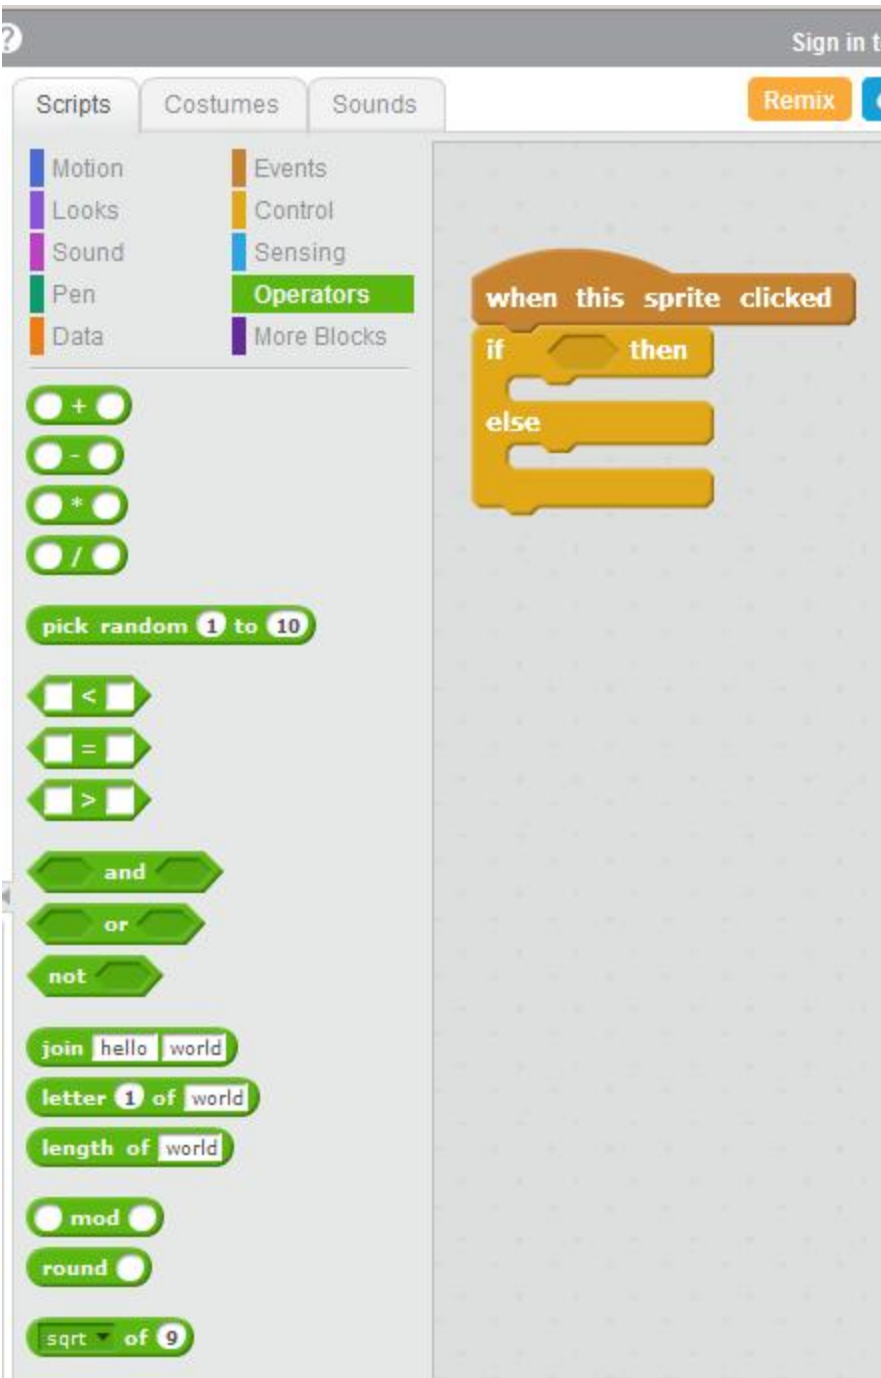 ?
Sign in t
Scripts Costumes Sounds
Remix
Motion Events
Looks Control
Sound Sensing
Pen Operators
Data More Blocks
when this sprite clicked
if then
else
+
-
*
/
pick random 1 to 10
<
=
>
and
or
not
join hello world
letter 1 of world
length of world
mod
round
sqrt of 9